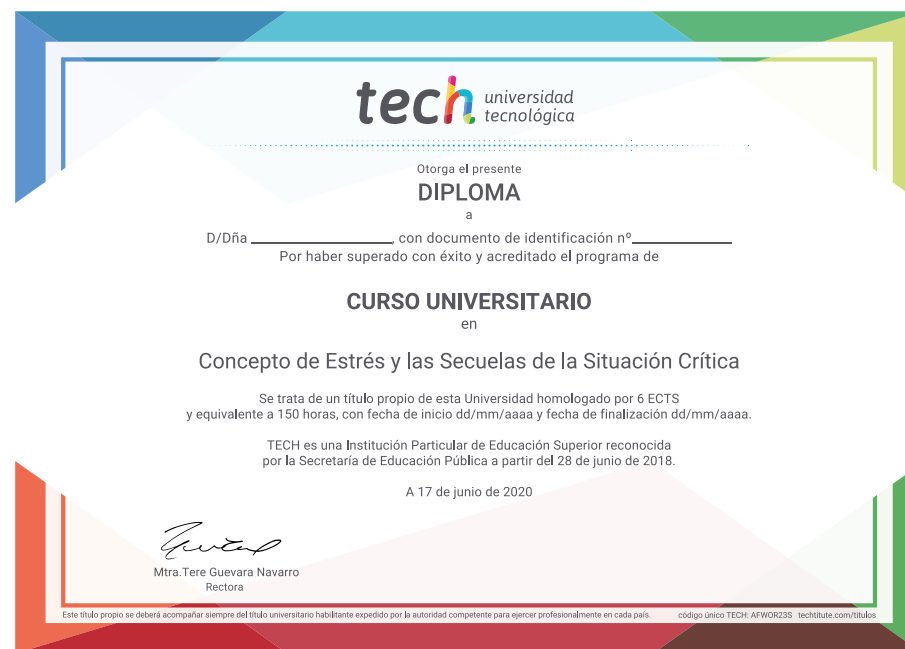 tech universidad
tecnológica
Otorga el presente
DIPLOMA
a
D/Dña ____________________, con documento de identificación nº______________
Por haber superado con éxito y acreditado el programa de
CURSO UNIVERSITARIO
en
Concepto de Estrés y las Secuelas de la Situación Crítica
Se trata de un título propio de esta Universidad homologado por 6 ECTS
y equivalente a 150 horas, con fecha de inicio dd/mm/aaaa y fecha de finalización dd/mm/aaaa.
TECH es una Institución Particular de Educación Superior reconocida
por la Secretaría de Educación Pública a partir del 28 de junio de 2018.
A 17 de junio de 2020
Mtra.Tere Guevara Navarro
Rectora
Este título propio se deberá acompañar siempre del título universitario habilitante expedido por la autoridad competente para ejercer profesionalmente en cada país. código único TECH: AFWOR23S techtitute.com/titulos